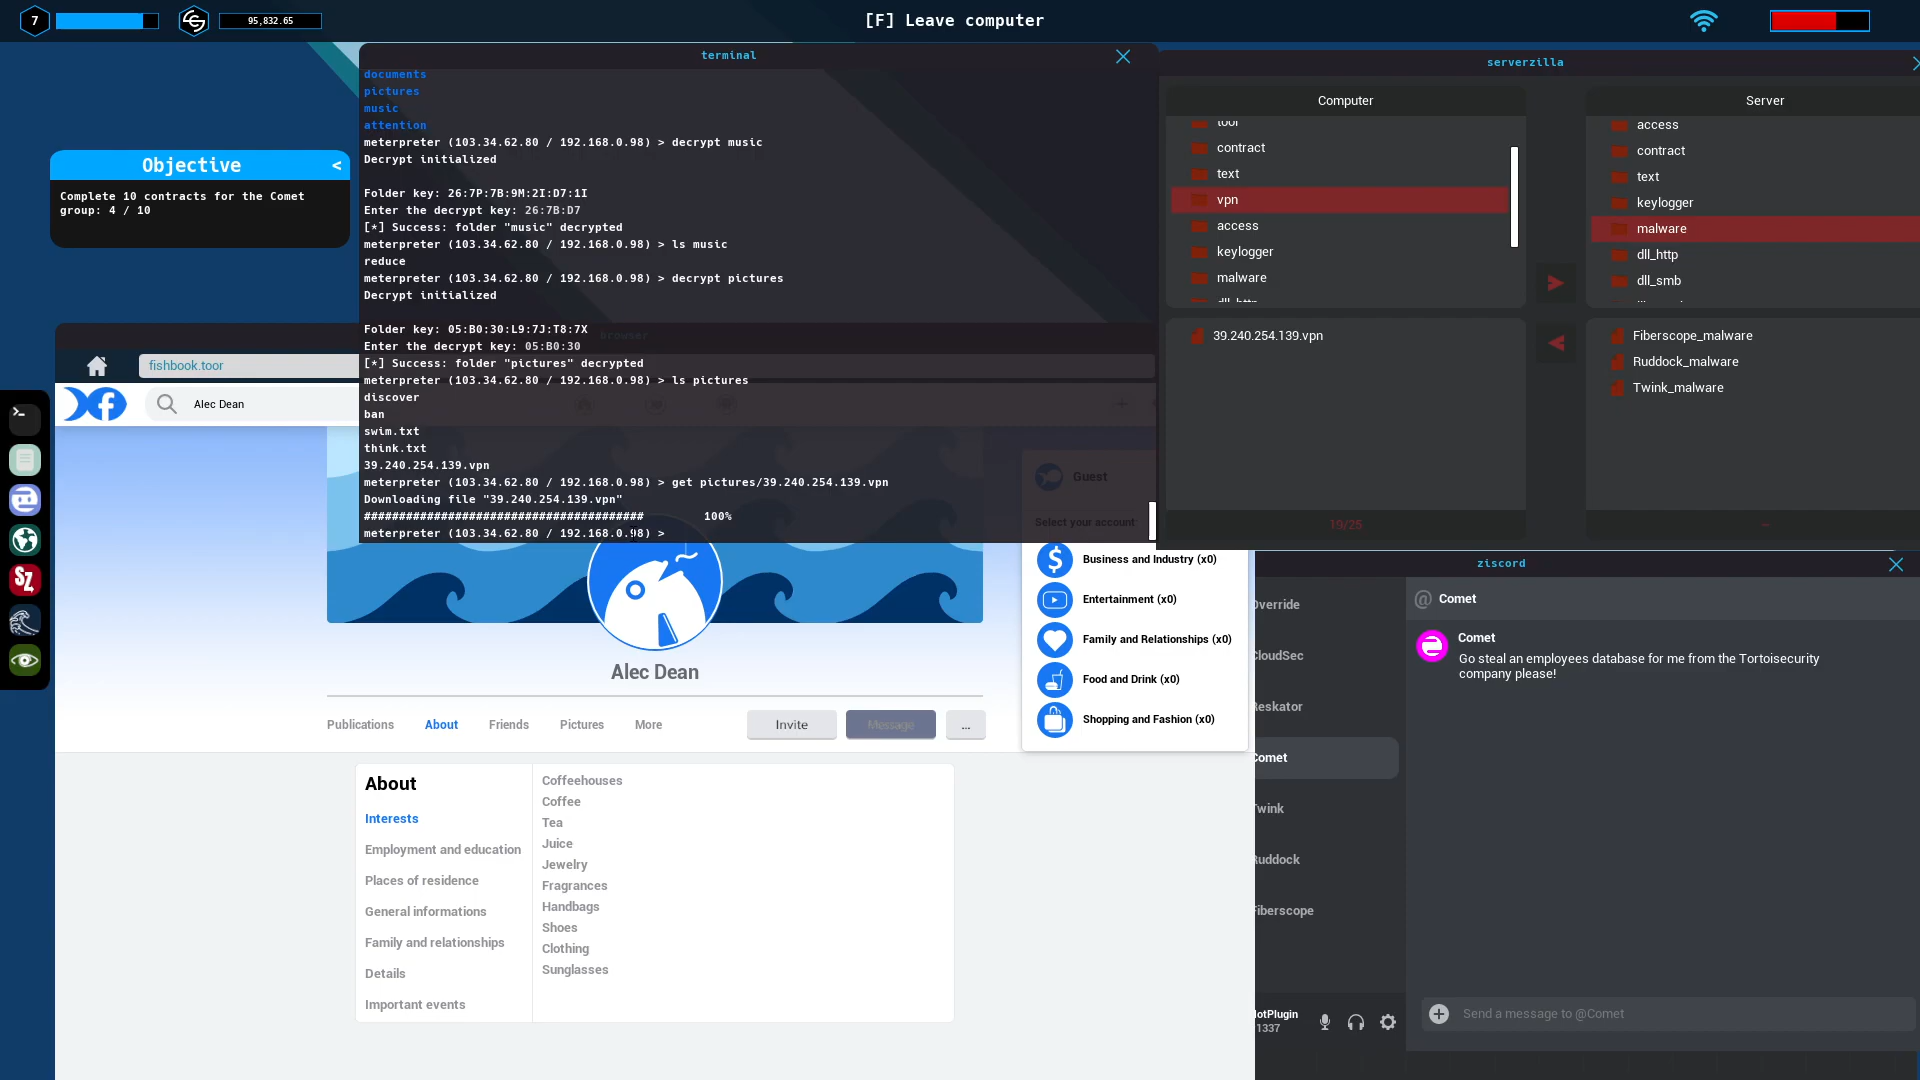 7
95,832.65
[F] Leave computer
Objective
<
Complete 10 contracts for the Comet
group: 4 / 10
terminal
documents
pictures
music
attention
meterpreter (103.34.62.80 / 192.168.0.98) > decrypt music
Decrypt initialized
Folder key: 26:7P:7B:9M:2I:D7:1I
Enter the decrypt key: 26:7B:D7
[*] Success: folder "music" decrypted
meterpreter (103.34.62.80 / 192.168.0.98) > ls music
reduce
meterpreter (103.34.62.80 / 192.168.0.98) > decrypt pictures
Decrypt initialized
Folder key: 05:B0:30:L9:7J:T8:7X
Enter the decrypt key: 05:B0:30
[*] Success: folder "pictures" decrypted
meterpreter (103.34.62.80 / 192.168.0.98) > ls pictures
discover
ban
swim.txt
think.txt
39.240.254.139.vpn
meterpreter (103.34.62.80 / 192.168.0.98) > get pictures/39.240.254.139.vpn
Downloading file "39.240.254.139.vpn"
######################################## 100%
meterpreter (103.34.62.80 / 192.168.0.98) >
serverzilla
Computer
tool
contract
text
vpn
access
keylogger
malware
dll_http
39.240.254.139.vpn
19/25
Server
access
contract
text
keylogger
malware
dll_http
dll_smb
Fiberscope_malware
Ruddock_malware
Twink_malware
~
browser
fishbook.toor
Alec Dean
Guest
Select your account:
Business and Industry (x0)
Entertainment (x0)
Family and Relationships (x0)
Food and Drink (x0)
Shopping and Fashion (x0)
Alec Dean
Publications
About
Friends
Pictures
More
Invite
Message
...
About
Interests
Employment and education
Places of residence
General informations
Family and relationships
Details
Important events
Coffeehouses
Coffee
Tea
Juice
Jewelry
Fragrances
Handbags
Shoes
Clothing
Sunglasses
ziscord
Override
CloudSec
Reskator
Comet
Twink
Ruddock
Fiberscope
1337
@ Comet
Comet
Go steal an employees database for me from the Tortoisecurity
company please!
Send a message to @Comet